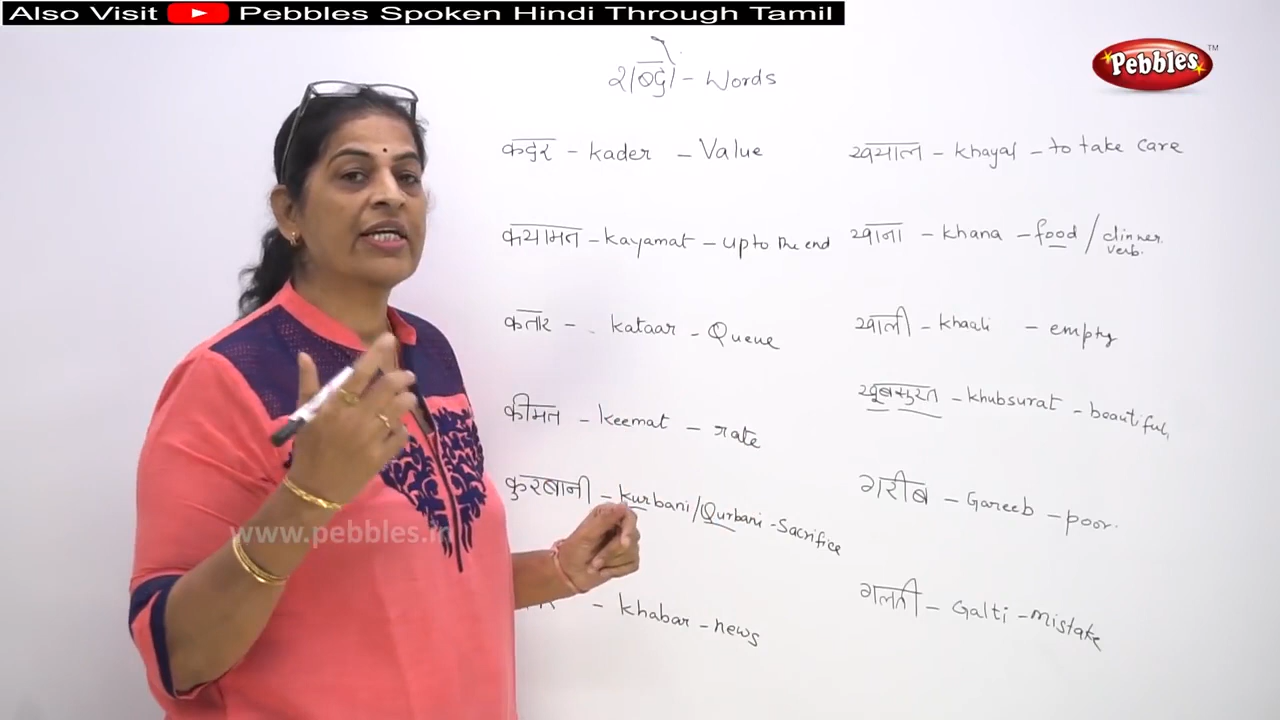 Also Visit Pebbles Spoken Hindi Through Tamil
Pebbles TM
शब्दों - Words
कदर - kader - Value
कयामत - kayamat - upto the end
कतार - kataar - Queue
कीमत - keemat - rate
कुरबानी - kurbani/Qurbani - Sacrifice
- khabar - news
खयाल - khayal - to take care
खाना - khana - food / dinner verb.
खाली - khaali - empty
खूबसुरत - khubsurat - beautiful,
गरीब - Gareeb - poor.
गलती - Galti - mistake
www.pebbles.in